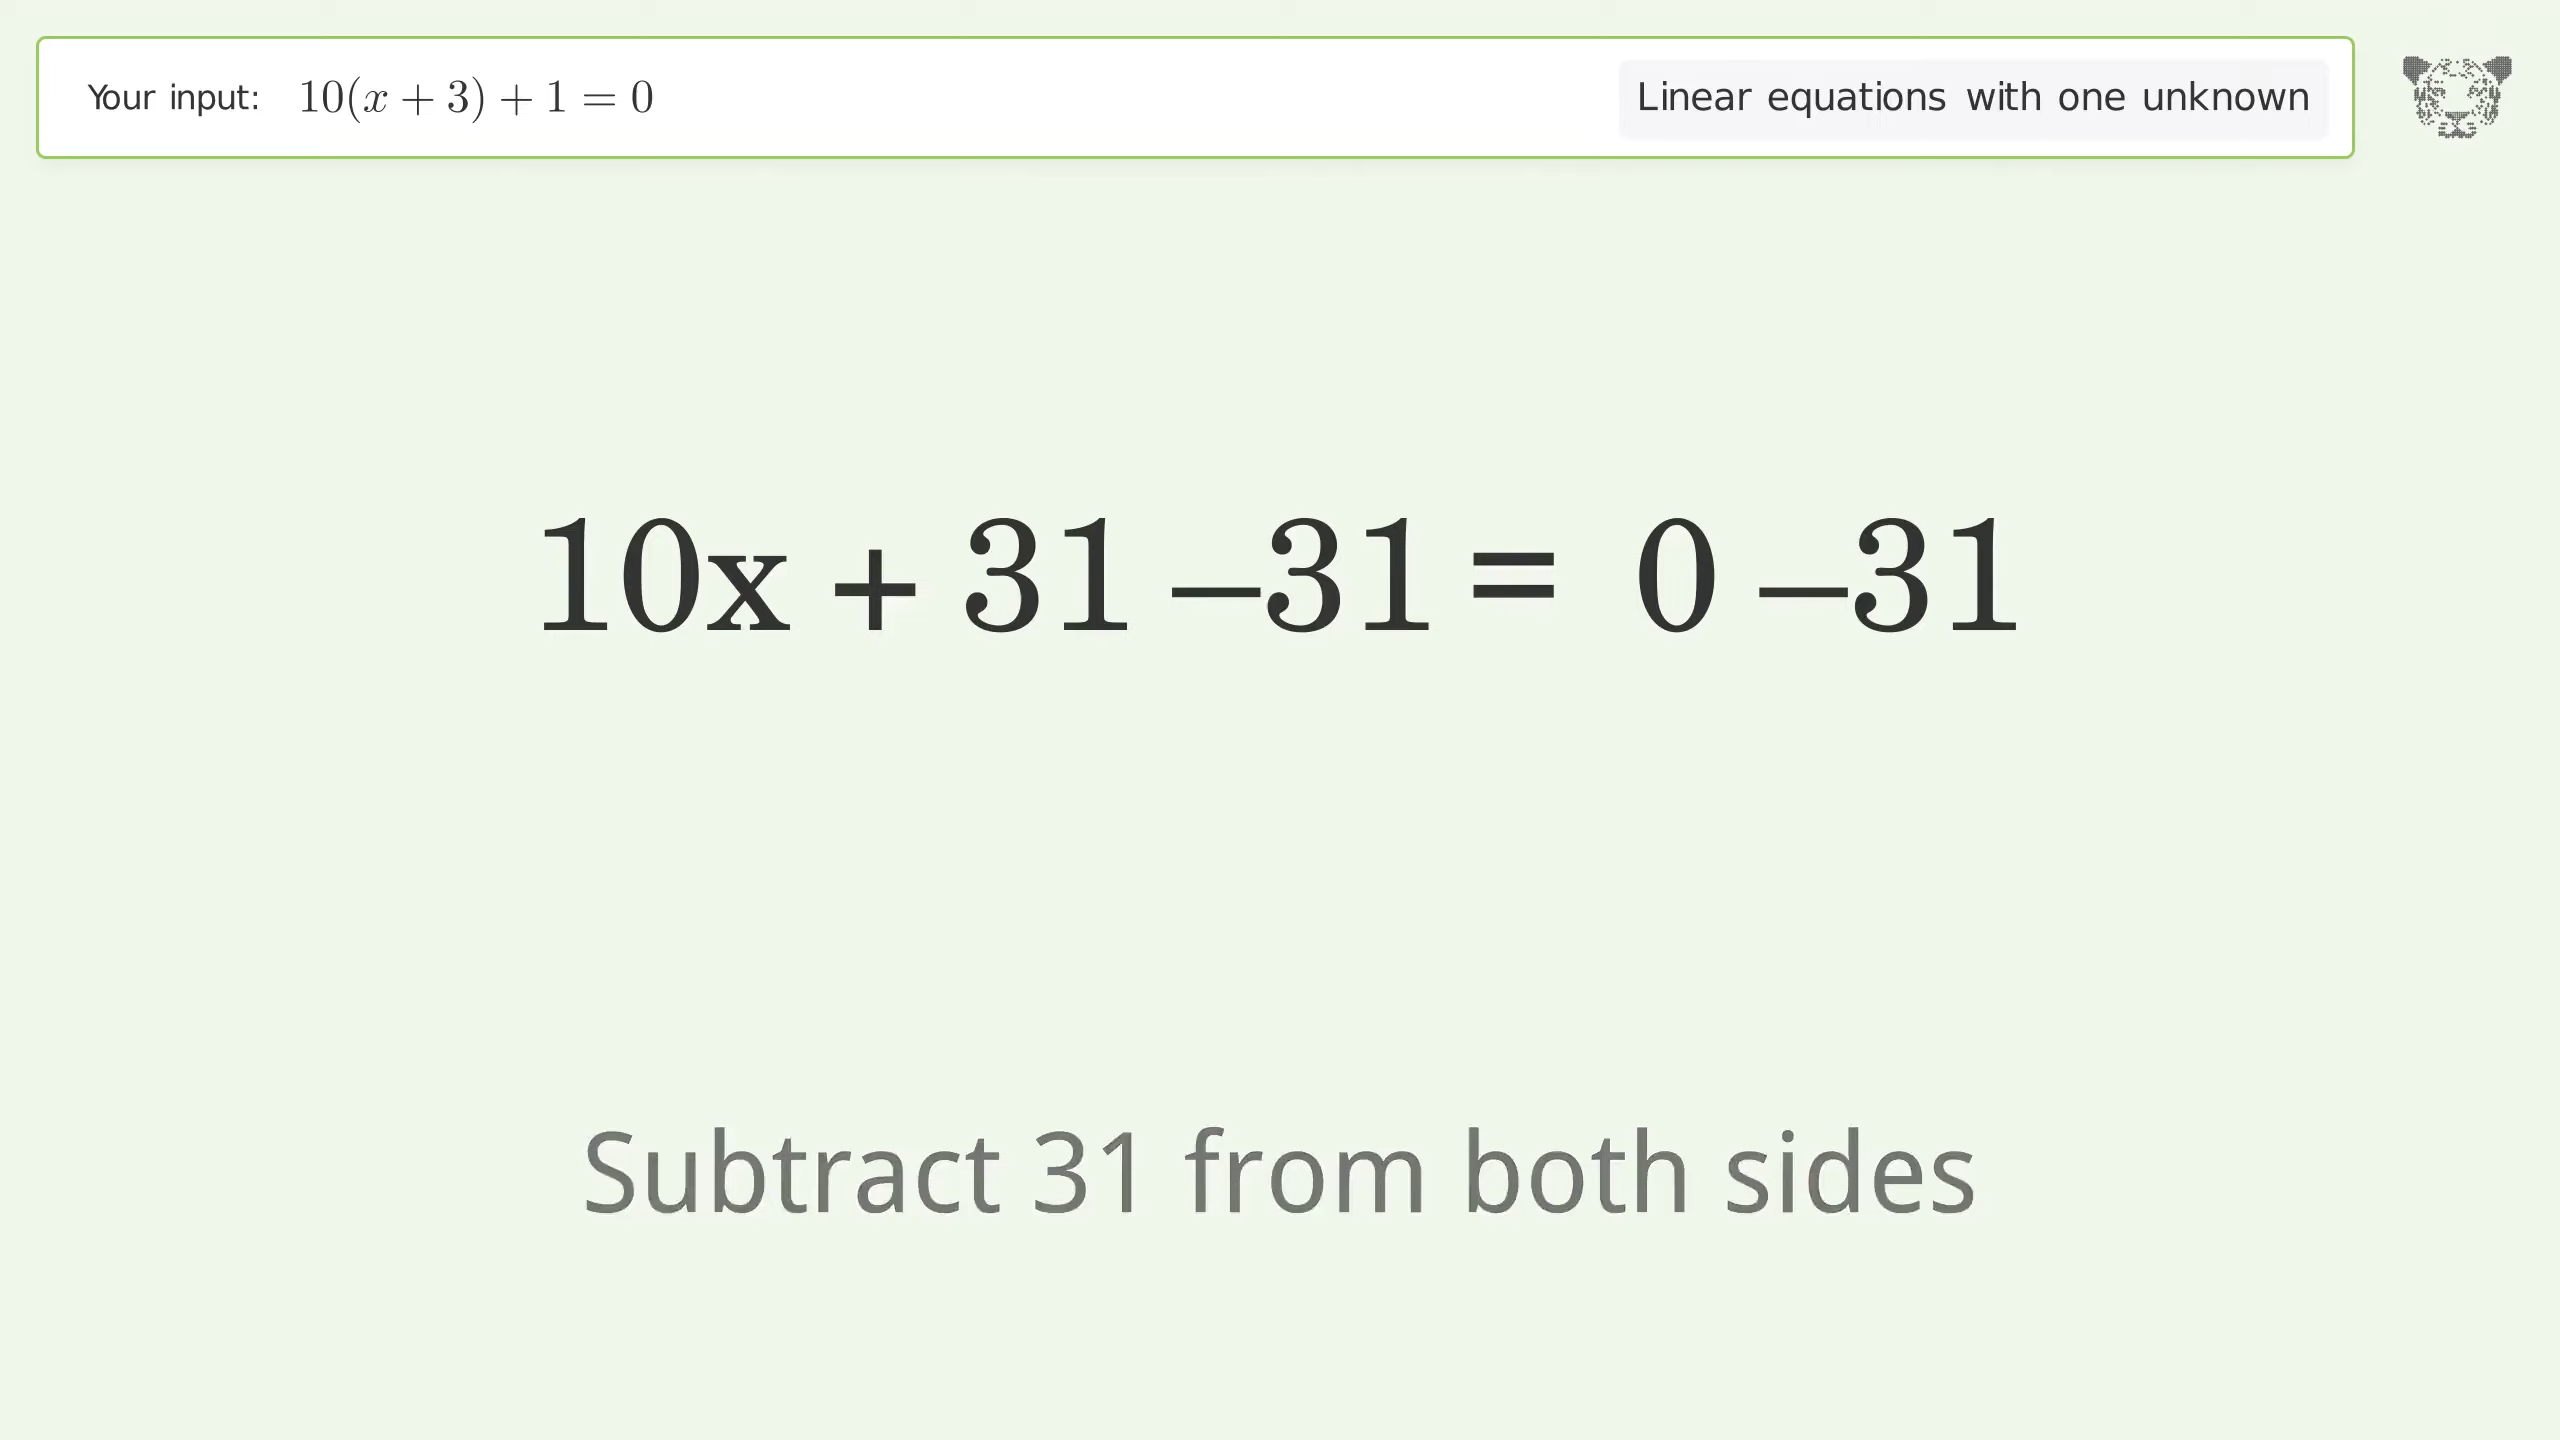 Your input: 10(x + 3) + 1 = 0
Linear equations with one unknown
10x + 31 –31 = 0 –31
Subtract 31 from both sides